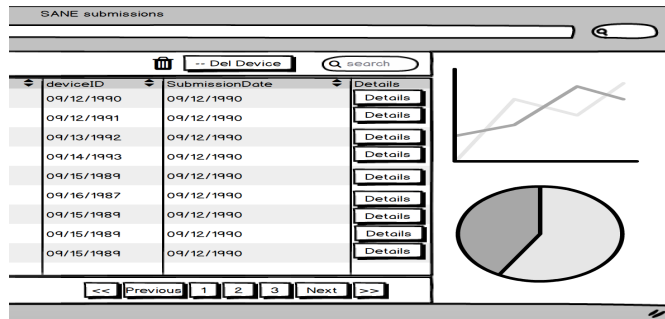 SANE submissions
-- Del Device search
deviceID SubmissionDate Details
09/12/1990 09/12/1990 Details
09/12/1991 09/12/1990 Details
09/13/1992 09/12/1990 Details
09/14/1993 09/12/1990 Details
09/15/1989 09/12/1990 Details
09/16/1987 09/12/1990 Details
09/15/1989 09/12/1990 Details
09/15/1989 09/12/1990 Details
09/15/1989 09/12/1990 Details
<< Previous 1 2 3 Next >>